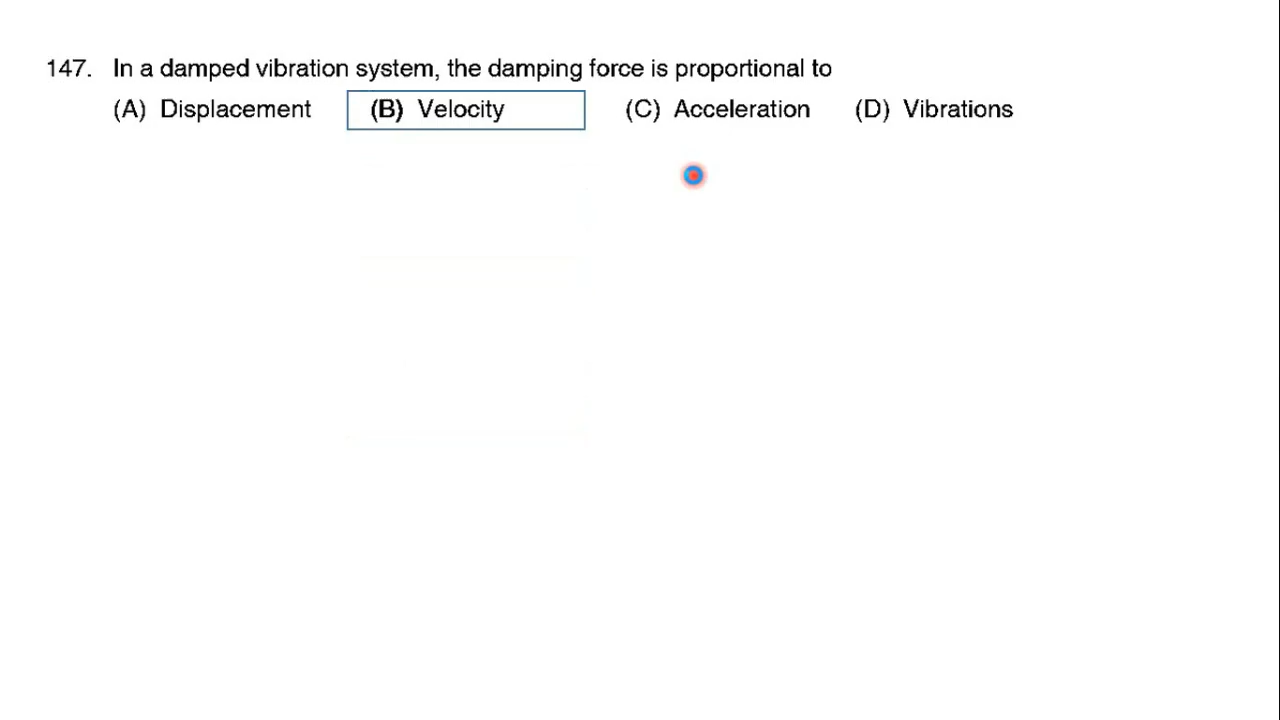 147. In a damped vibration system, the damping force is proportional to
(A) Displacement (B) Velocity (C) Acceleration (D) Vibrations